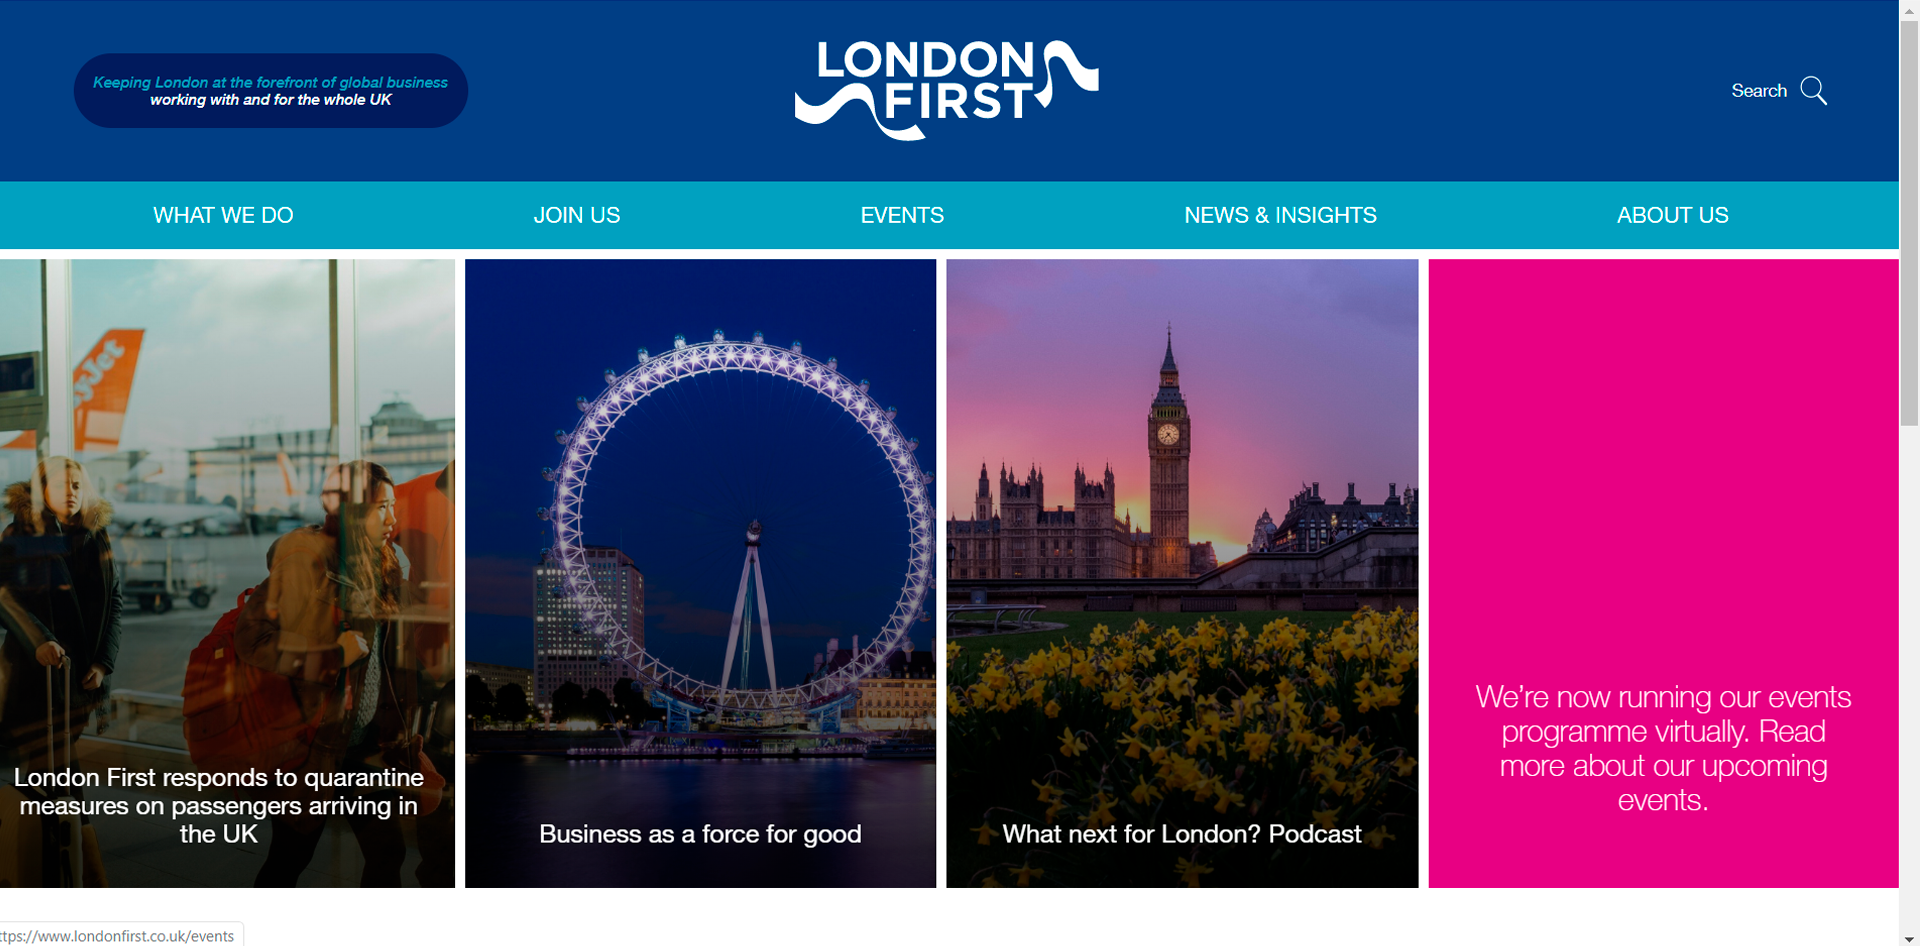 Keeping London at the forefront of global business
working with and for the whole UK
LONDON
FIRST
Search
WHAT WE DO
JOIN US
EVENTS
NEWS & INSIGHTS
ABOUT US
yJet
London First responds to quarantine
measures on passengers arriving in
the UK
Business as a force for good
What next for London? Podcast
We're now running our events
programme virtually. Read
more about our upcoming
events.
ttps://www.londonfirst.co.uk/events